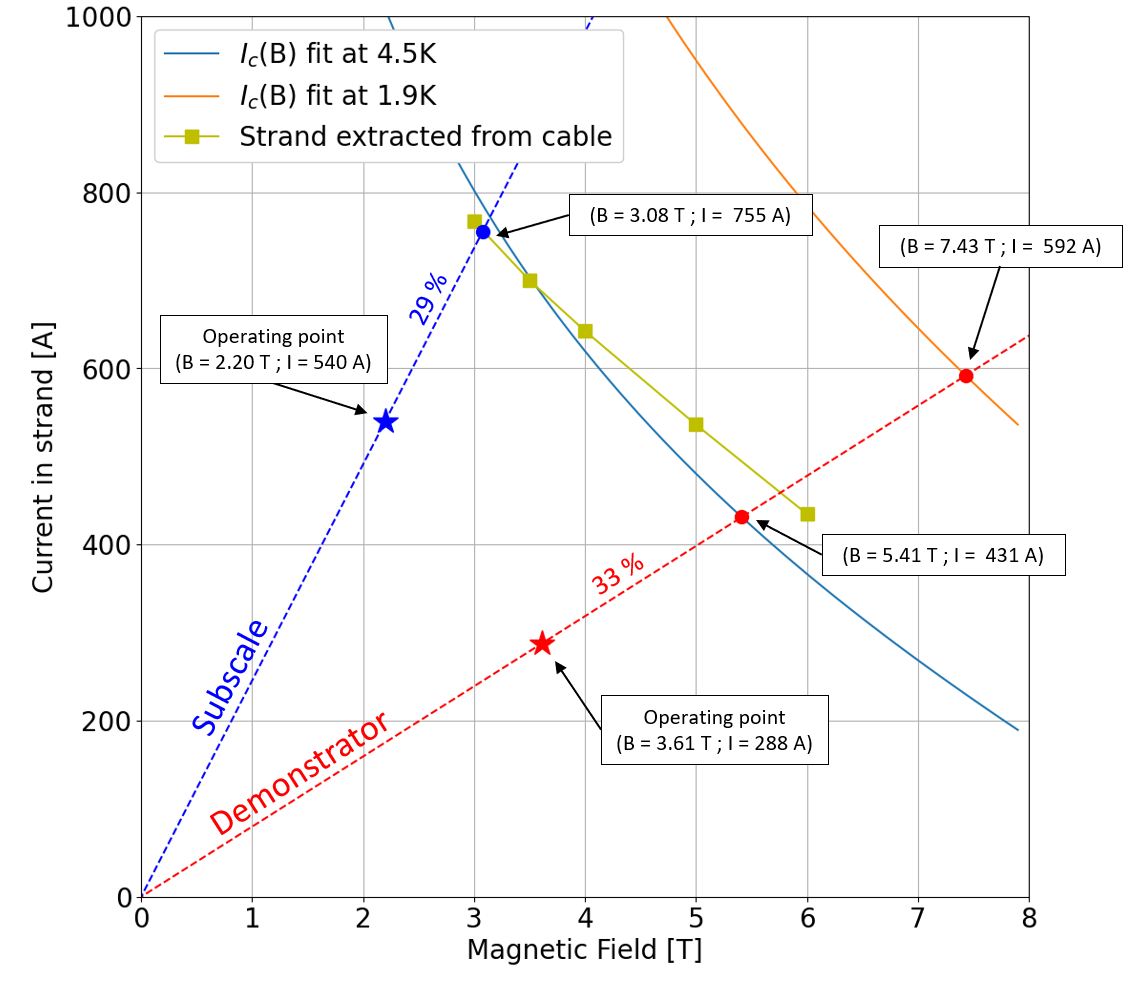 1000
800
600
400
200
0
0 1 2 3 4 5 6 7 8
Current in strand [A]
Magnetic Field [T]
I_c(B) fit at 4.5K
I_c(B) fit at 1.9K
Strand extracted from cable
(B = 3.08 T ; I = 755 A)
(B = 7.43 T ; I = 592 A)
29 %
Operating point
(B = 2.20 T ; I = 540 A)
(B = 5.41 T ; I = 431 A)
33 %
Subscale
Operating point
(B = 3.61 T ; I = 288 A)
Demonstrator